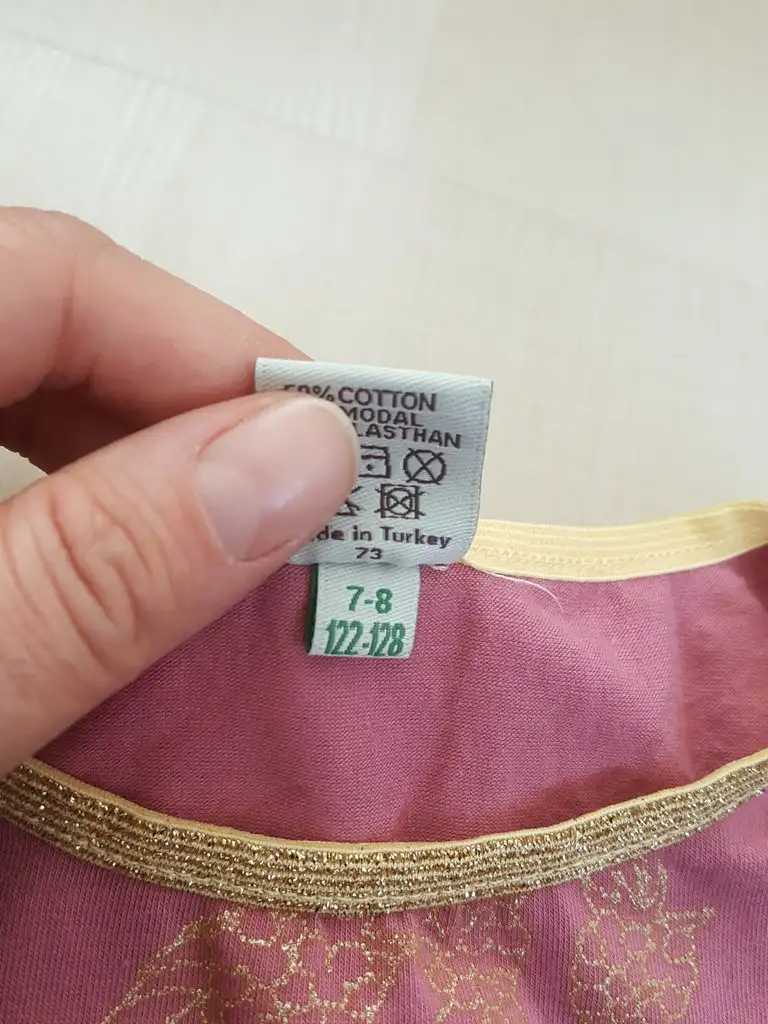 50% COTTON
MODAL
LASTHAN
de in Turkey
73
7-8
122-128